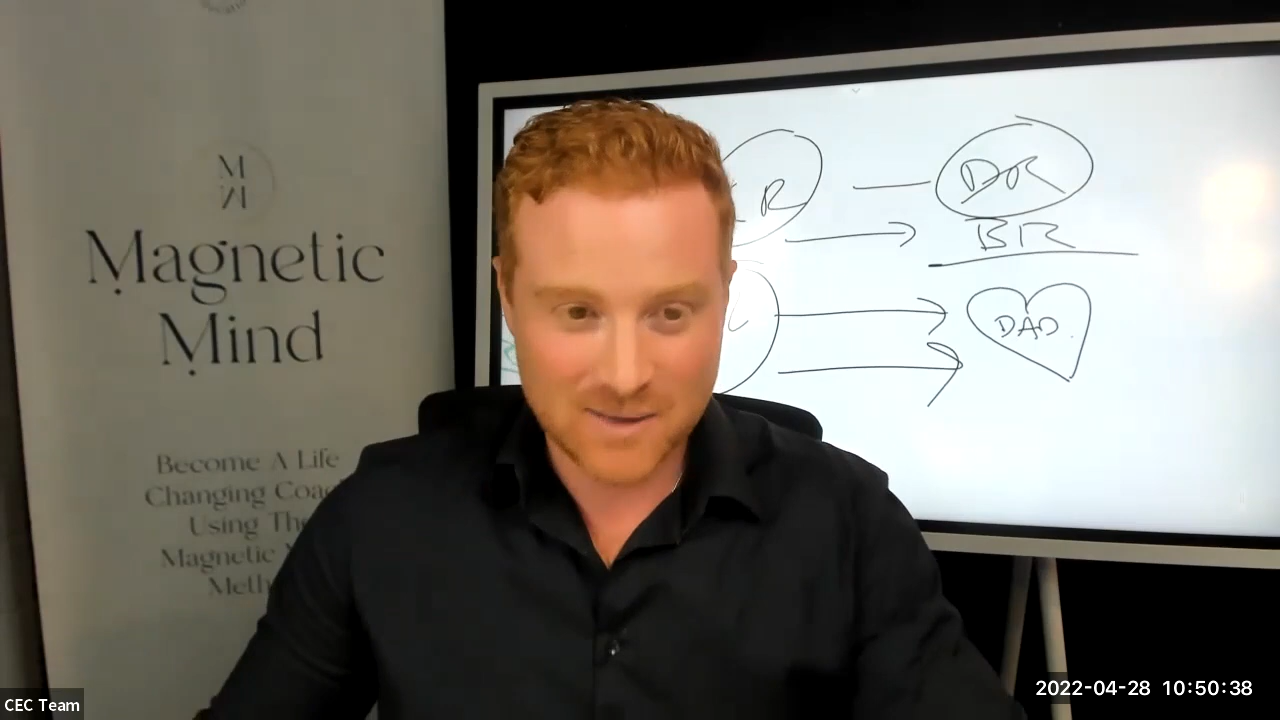 M
M
Magnetic
Mind
Become A Life
Changing Coac
Using The
Magnetic
Meth
R
DR
BR
DAD.
CEC Team
2022-04-28 10:50:38